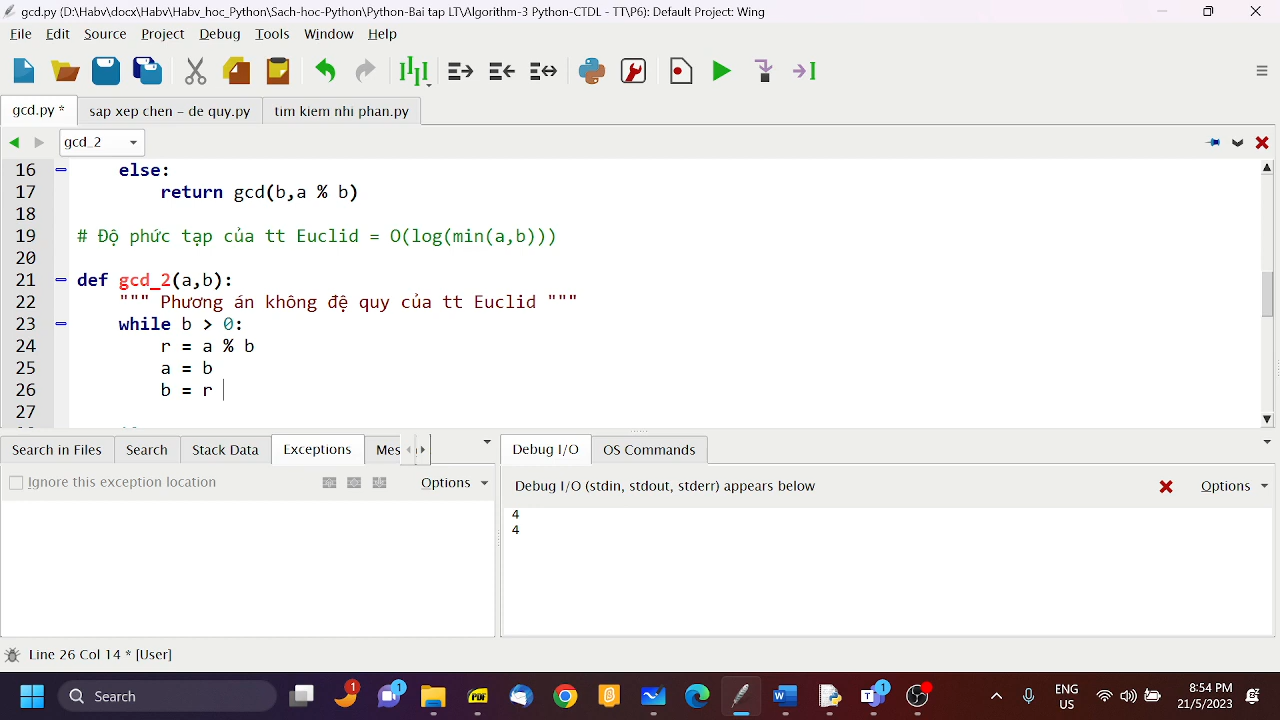 gcd.py (D:\Habv\docx\Habv\Habv_hoc_Python\Sach-hoc-Python\Python-Bai tap LT\Algorithm-3 Python-CTDL - TT\P6): Default Project: Wing
File Edit Source Project Debug Tools Window Help
gcd.py * sap xep chen – de quy.py tim kiem nhi phan.py
gcd_2
16 else:
17 return gcd(b,a % b)
18
19 # Độ phức tạp của tt Euclid = O(log(min(a,b)))
20
21 def gcd_2(a,b):
22 """ Phương án không đệ quy của tt Euclid """
23 while b > 0:
24 r = a % b
25 a = b
26 b = r
27
Search in Files Search Stack Data Exceptions Mes Debug I/O OS Commands
Ignore this exception location Options Debug I/O (stdin, stdout, stderr) appears below Options
4
4
Line 26 Col 14 * [User]
Search 1 1 PDF 1 ENG US 8:54 PM 21/5/2023